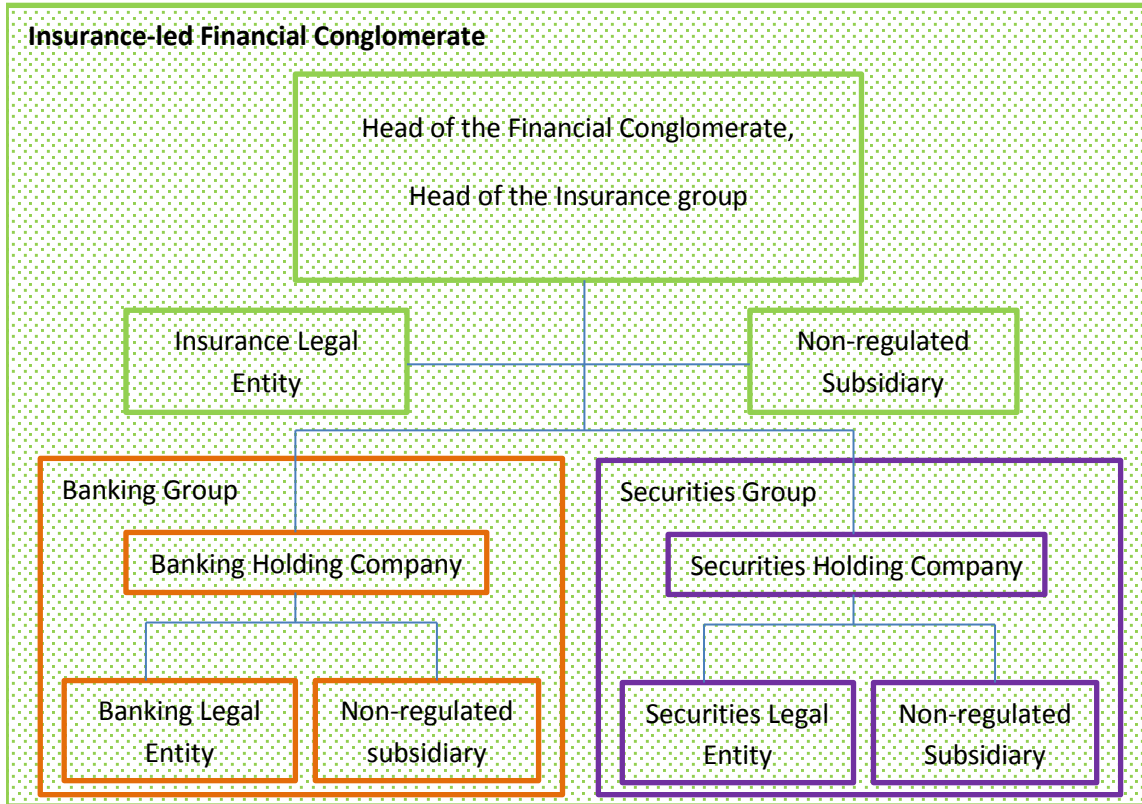 Insurance-led Financial Conglomerate
Head of the Financial Conglomerate,
Head of the Insurance group
Insurance Legal
Entity
Non-regulated
Subsidiary
Banking Group
Banking Holding Company
Banking Legal
Entity
Non-regulated
subsidiary
Securities Group
Securities Holding Company
Securities Legal
Entity
Non-regulated
Subsidiary